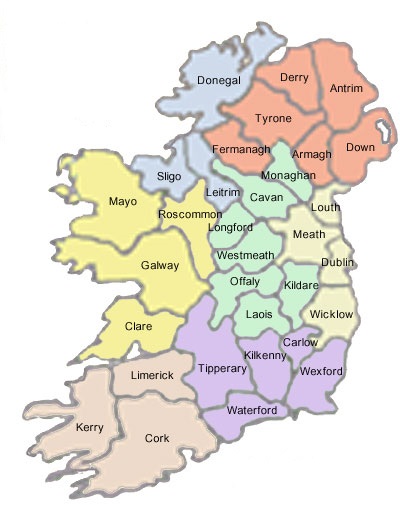 Donegal
Derry
Antrim
Tyrone
Fermanagh
Armagh
Down
Monaghan
Sligo
Leitrim
Cavan
Mayo
Roscommon
Louth
Longford
Meath
Westmeath
Galway
Dublin
Offaly
Kildare
Laois
Wicklow
Clare
Carlow
Kilkenny
Tipperary
Wexford
Limerick
Waterford
Kerry
Cork